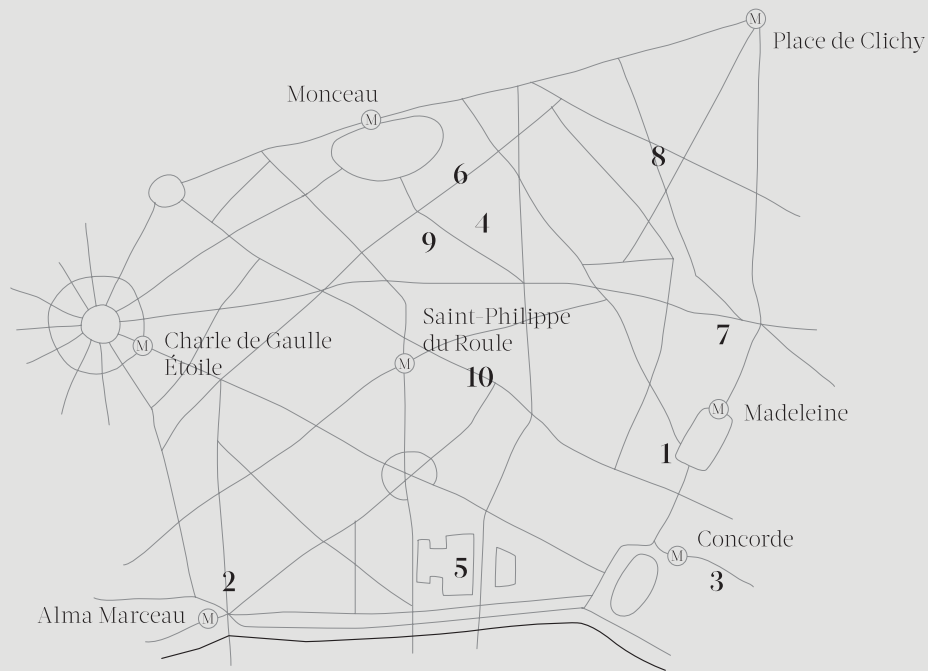 M
Place de Clichy
Monceau
M
8
6
4
9
Saint-Philippe
du Roule
7
Charle de Gaulle
Étoile
M
M
10
M
Madeleine
1
Concorde
M
5
3
2
Alma Marceau
M